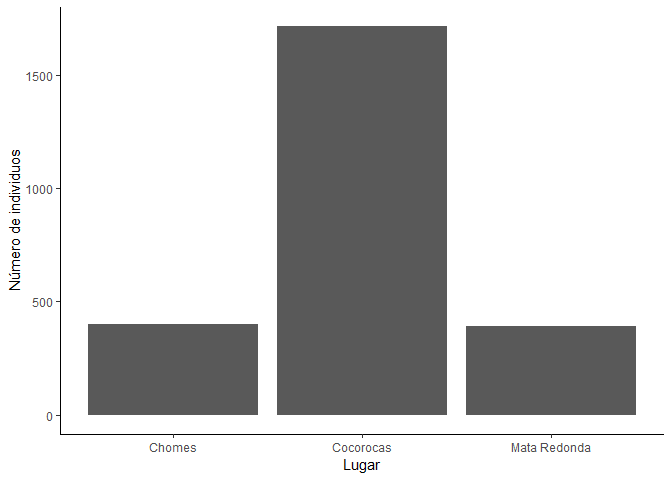 Número de individuos
1500
1000
500
0
Chomes
Cocorocas
Mata Redonda
Lugar